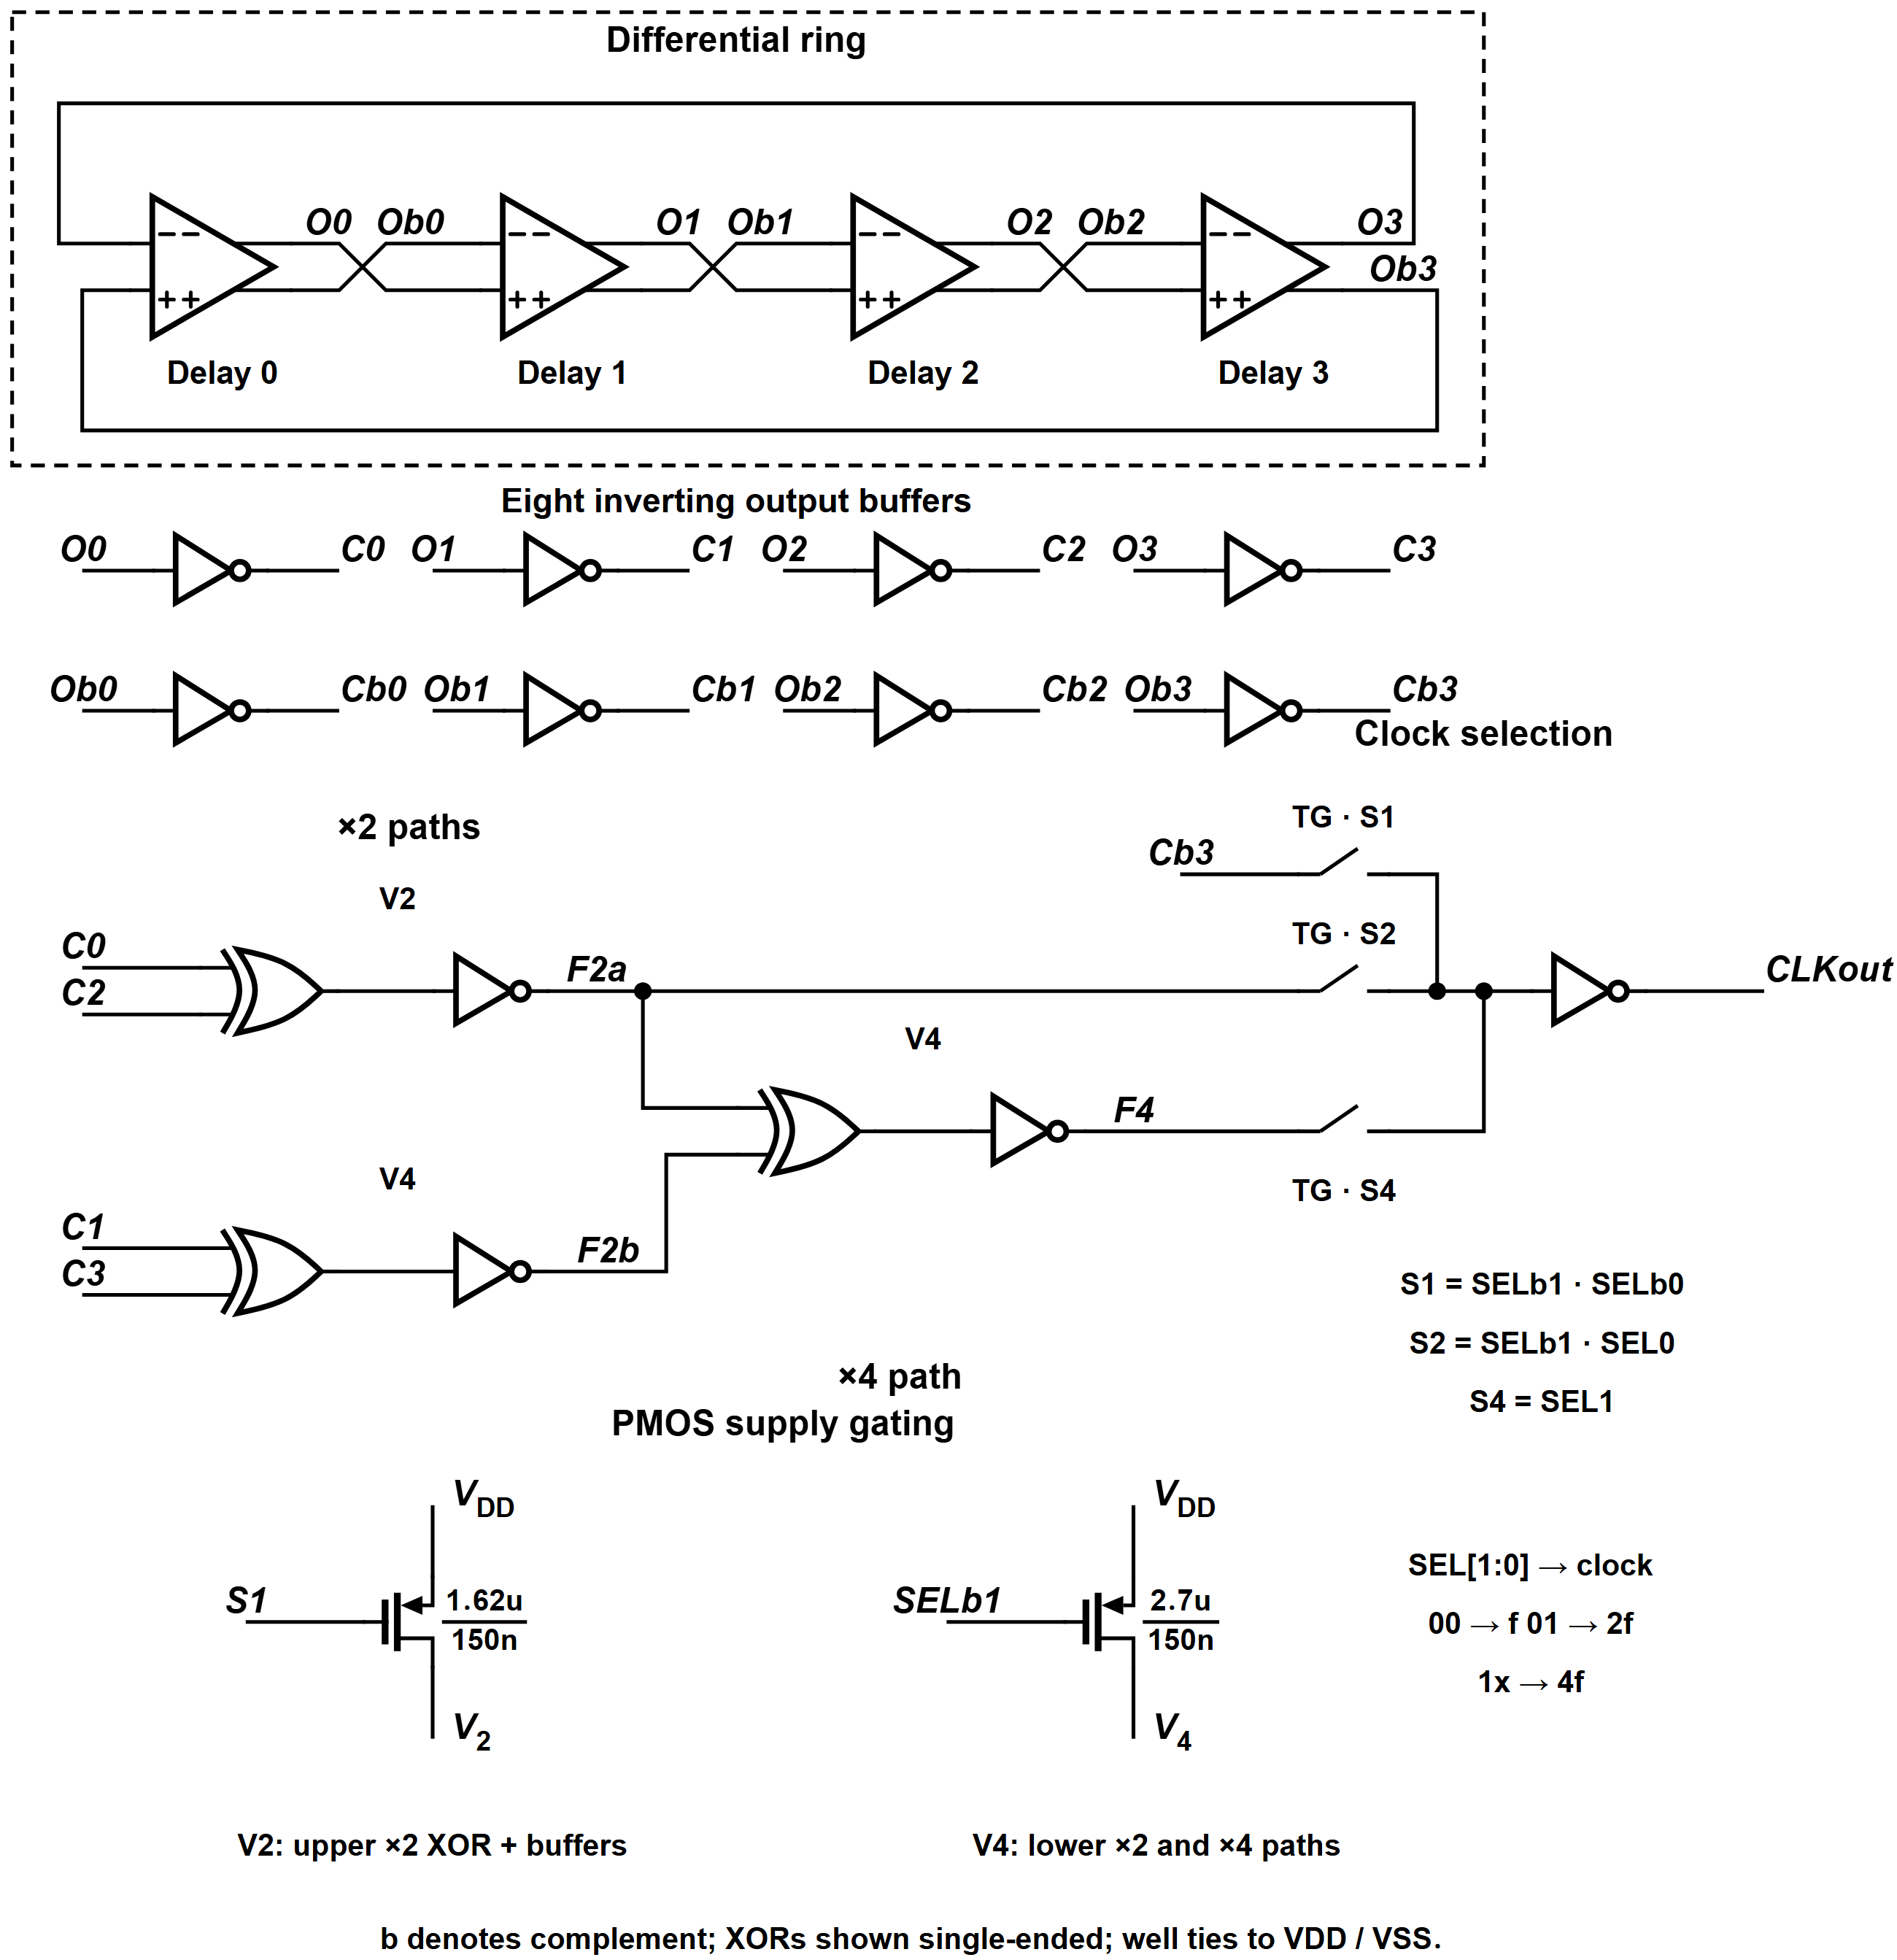 Differential ring
O0 Ob0 O1 Ob1 O2 Ob2 O3
Ob3
−− −− −− −−
++ ++ ++ ++
Delay 0 Delay 1 Delay 2 Delay 3
Eight inverting output buffers
O0 C0 O1 C1 O2 C2 O3 C3
Ob0 Cb0 Ob1 Cb1 Ob2 Cb2 Ob3 Cb3
Clock selection
×2 paths
TG · S1
Cb3
V2
TG · S2
C0
C2
F2a
CLKout
V4
F4
V4
TG · S4
C1
C3
F2b
S1 = SELb1 · SELb0
S2 = SELb1 · SEL0
S4 = SEL1
×4 path
PMOS supply gating
VDD
S1
1.62u
150n
V2
VDD
SELb1
2.7u
150n
V4
SEL[1:0] → clock
00 → f 01 → 2f
1x → 4f
V2: upper ×2 XOR + buffers
V4: lower ×2 and ×4 paths
b denotes complement; XORs shown single-ended; well ties to VDD / VSS.